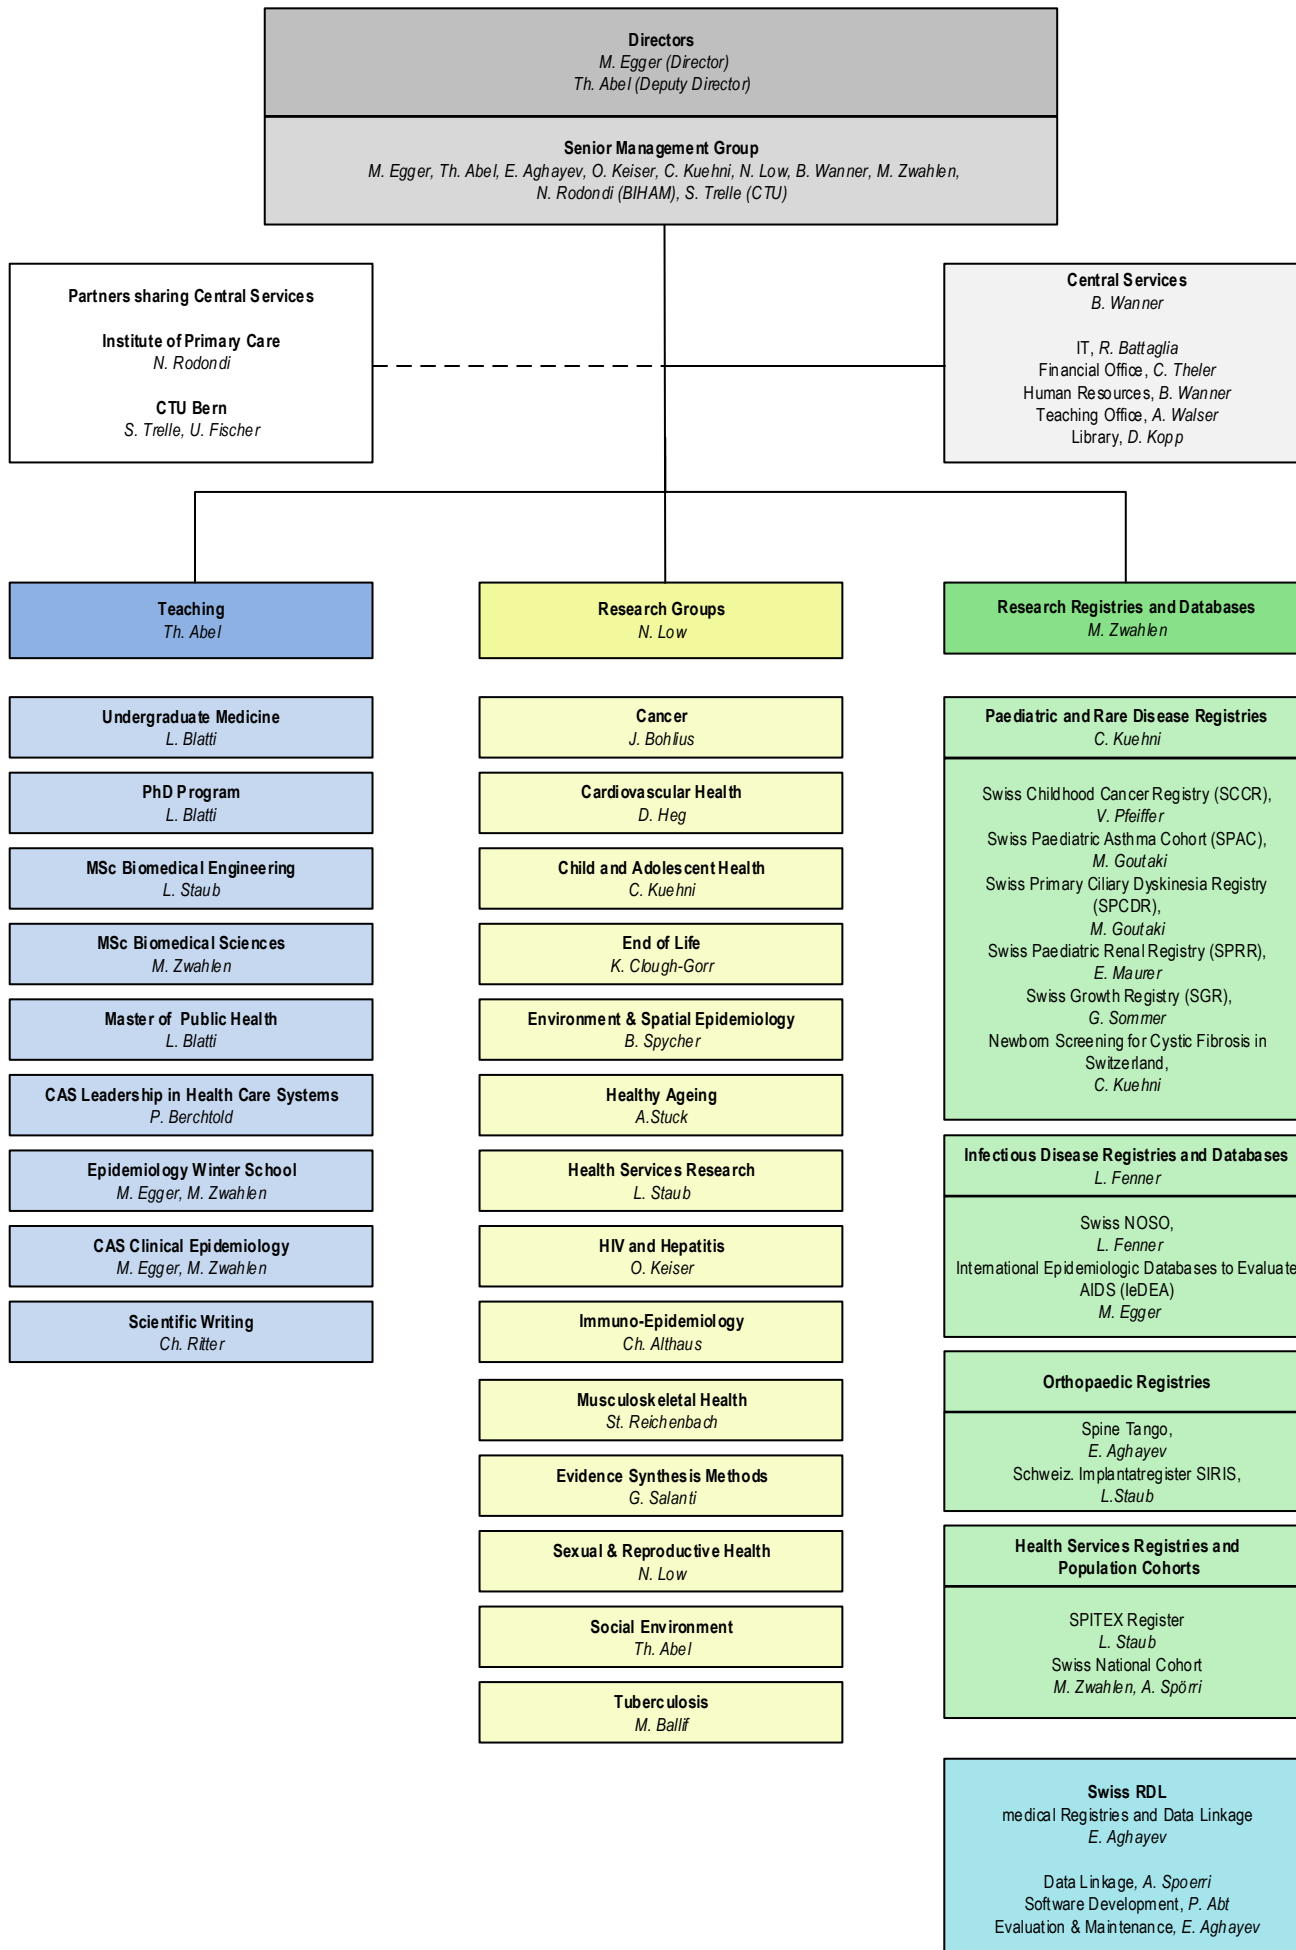 Directors
M. Egger (Director)
Th. Abel (Deputy Director)
Senior Management Group
M. Egger, Th. Abel, E. Aghayev, O. Keiser, C. Kuehni, N. Low, B. Wanner, M. Zwahlen,
N. Rodondi (BIHAM), S. Trelle (CTU)
Partners sharing Central Services
Institute of Primary Care
N. Rodondi
CTU Bern
S. Trelle, U. Fischer
Central Services
B. Wanner
IT, R. Battaglia
Financial Office, C. Theler
Human Resources, B. Wanner
Teaching Office, A. Walser
Library, D. Kopp
Teaching
Th. Abel
Undergraduate Medicine
L. Blatti
PhD Program
L. Blatti
MSc Biomedical Engineering
L. Staub
MSc Biomedical Sciences
M. Zwahlen
Master of Public Health
L. Blatti
CAS Leadership in Health Care Systems
P. Berchtold
Epidemiology Winter School
M. Egger, M. Zwahlen
CAS Clinical Epidemiology
M. Egger, M. Zwahlen
Scientific Writing
Ch. Ritter
Research Groups
N. Low
Cancer
J. Bohlius
Cardiovascular Health
D. Heg
Child and Adolescent Health
C. Kuehni
End of Life
K. Clough-Gorr
Environment & Spatial Epidemiology
B. Spycher
Healthy Ageing
A.Stuck
Health Services Research
L. Staub
HIV and Hepatitis
O. Keiser
Immuno-Epidemiology
Ch. Althaus
Musculoskeletal Health
St. Reichenbach
Evidence Synthesis Methods
G. Salanti
Sexual & Reproductive Health
N. Low
Social Environment
Th. Abel
Tuberculosis
M. Ballif
Research Registries and Databases
M. Zwahlen
Paediatric and Rare Disease Registries
C. Kuehni
Swiss Childhood Cancer Registry (SCCR),
V. Pfeiffer
Swiss Paediatric Asthma Cohort (SPAC),
M. Goutaki
Swiss Primary Ciliary Dyskinesia Registry
(SPCDR),
M. Goutaki
Swiss Paediatric Renal Registry (SPRR),
E. Maurer
Swiss Growth Registry (SGR),
G. Sommer
Newborn Screening for Cystic Fibrosis in
Switzerland,
C. Kuehni
Infectious Disease Registries and Databases
L. Fenner
Swiss NOSO,
L. Fenner
International Epidemiologic Databases to Evaluate
AIDS (IeDEA)
M. Egger
Orthopaedic Registries
Spine Tango,
E. Aghayev
Schweiz. Implantatregister SIRIS,
L.Staub
Health Services Registries and
Population Cohorts
SPITEX Register
L. Staub
Swiss National Cohort
M. Zwahlen, A. Spörri
Swiss RDL
medical Registries and Data Linkage
E. Aghayev
Data Linkage, A. Spoerri
Software Development, P. Abt
Evaluation & Maintenance, E. Aghayev